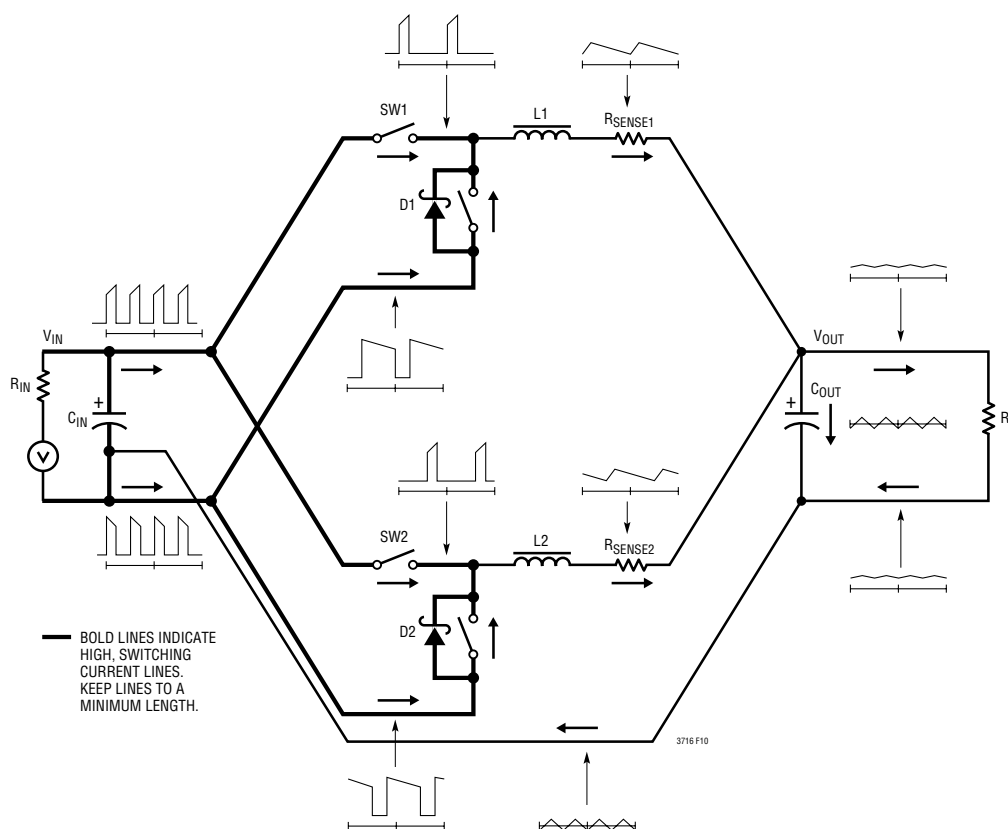 SW1
L1
RSENSE1
D1
VIN
RIN
CIN
+
V
VOUT
COUT
+
R
SW2
L2
RSENSE2
D2
BOLD LINES INDICATE
HIGH, SWITCHING
CURRENT LINES.
KEEP LINES TO A
MINIMUM LENGTH.
3716 F10